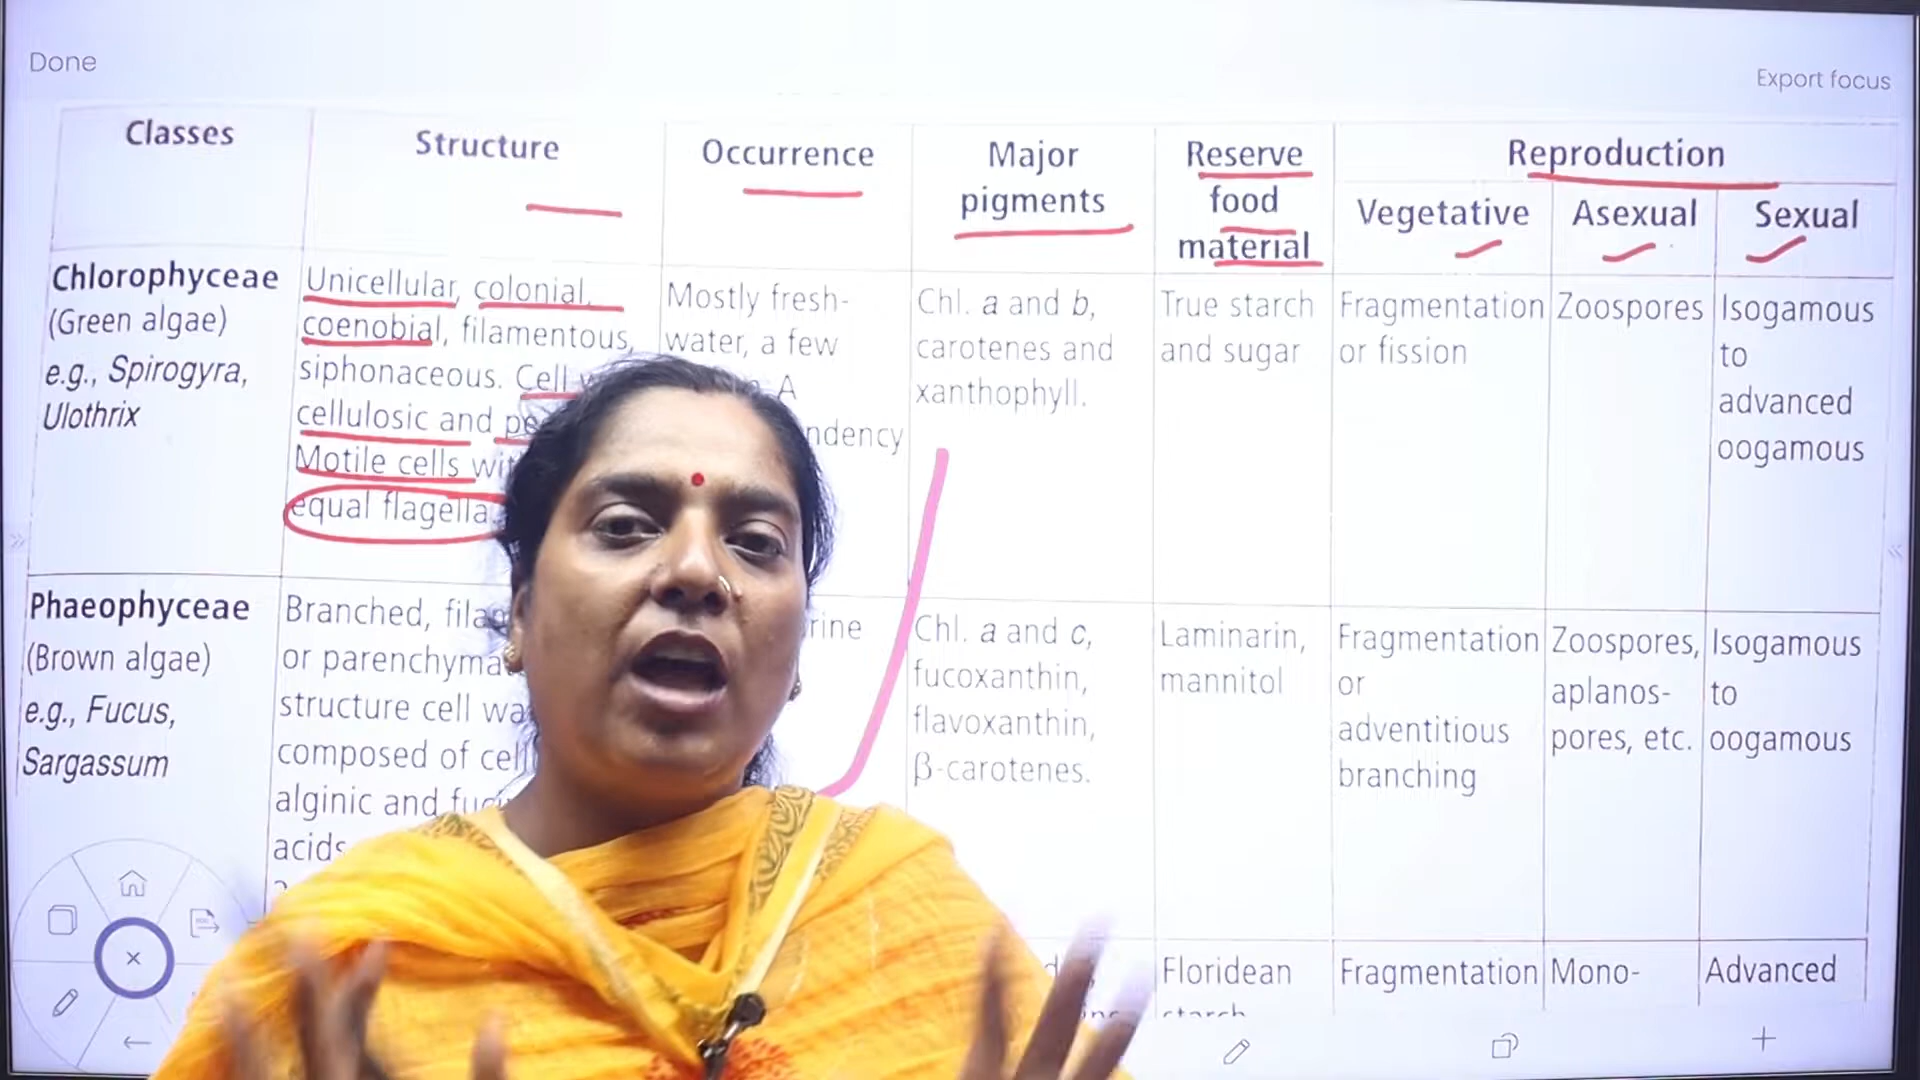 Done
Export focus
Classes
Structure
Occurrence
Major
pigments
Reserve
food
material
Reproduction
Vegetative
Asexual
Sexual
Chlorophyceae
(Green algae)
e.g., Spirogyra,
Ulothrix
Unicellular, colonial,
coenobial, filamentous,
siphonaceous. Cell
cellulosic and
Motile cells
equal flagella
Mostly fresh-
water, a few
A
Chl. a and b,
carotenes and
xanthophyll.
True starch
and sugar
Fragmentation
or fission
Zoospores
Isogamous
to
advanced
oogamous
Phaeophyceae
(Brown algae)
e.g., Fucus,
Sargassum
Branched,
or
structure cell
composed of
alginic and
acids
Chl. a and c,
fucoxanthin,
flavoxanthin,
β-carotenes.
Laminarin,
mannitol
Fragmentation
or
adventitious
branching
Zoospores,
aplanos-
pores, etc.
Isogamous
to
oogamous
Floridean
Fragmentation
Mono-
Advanced